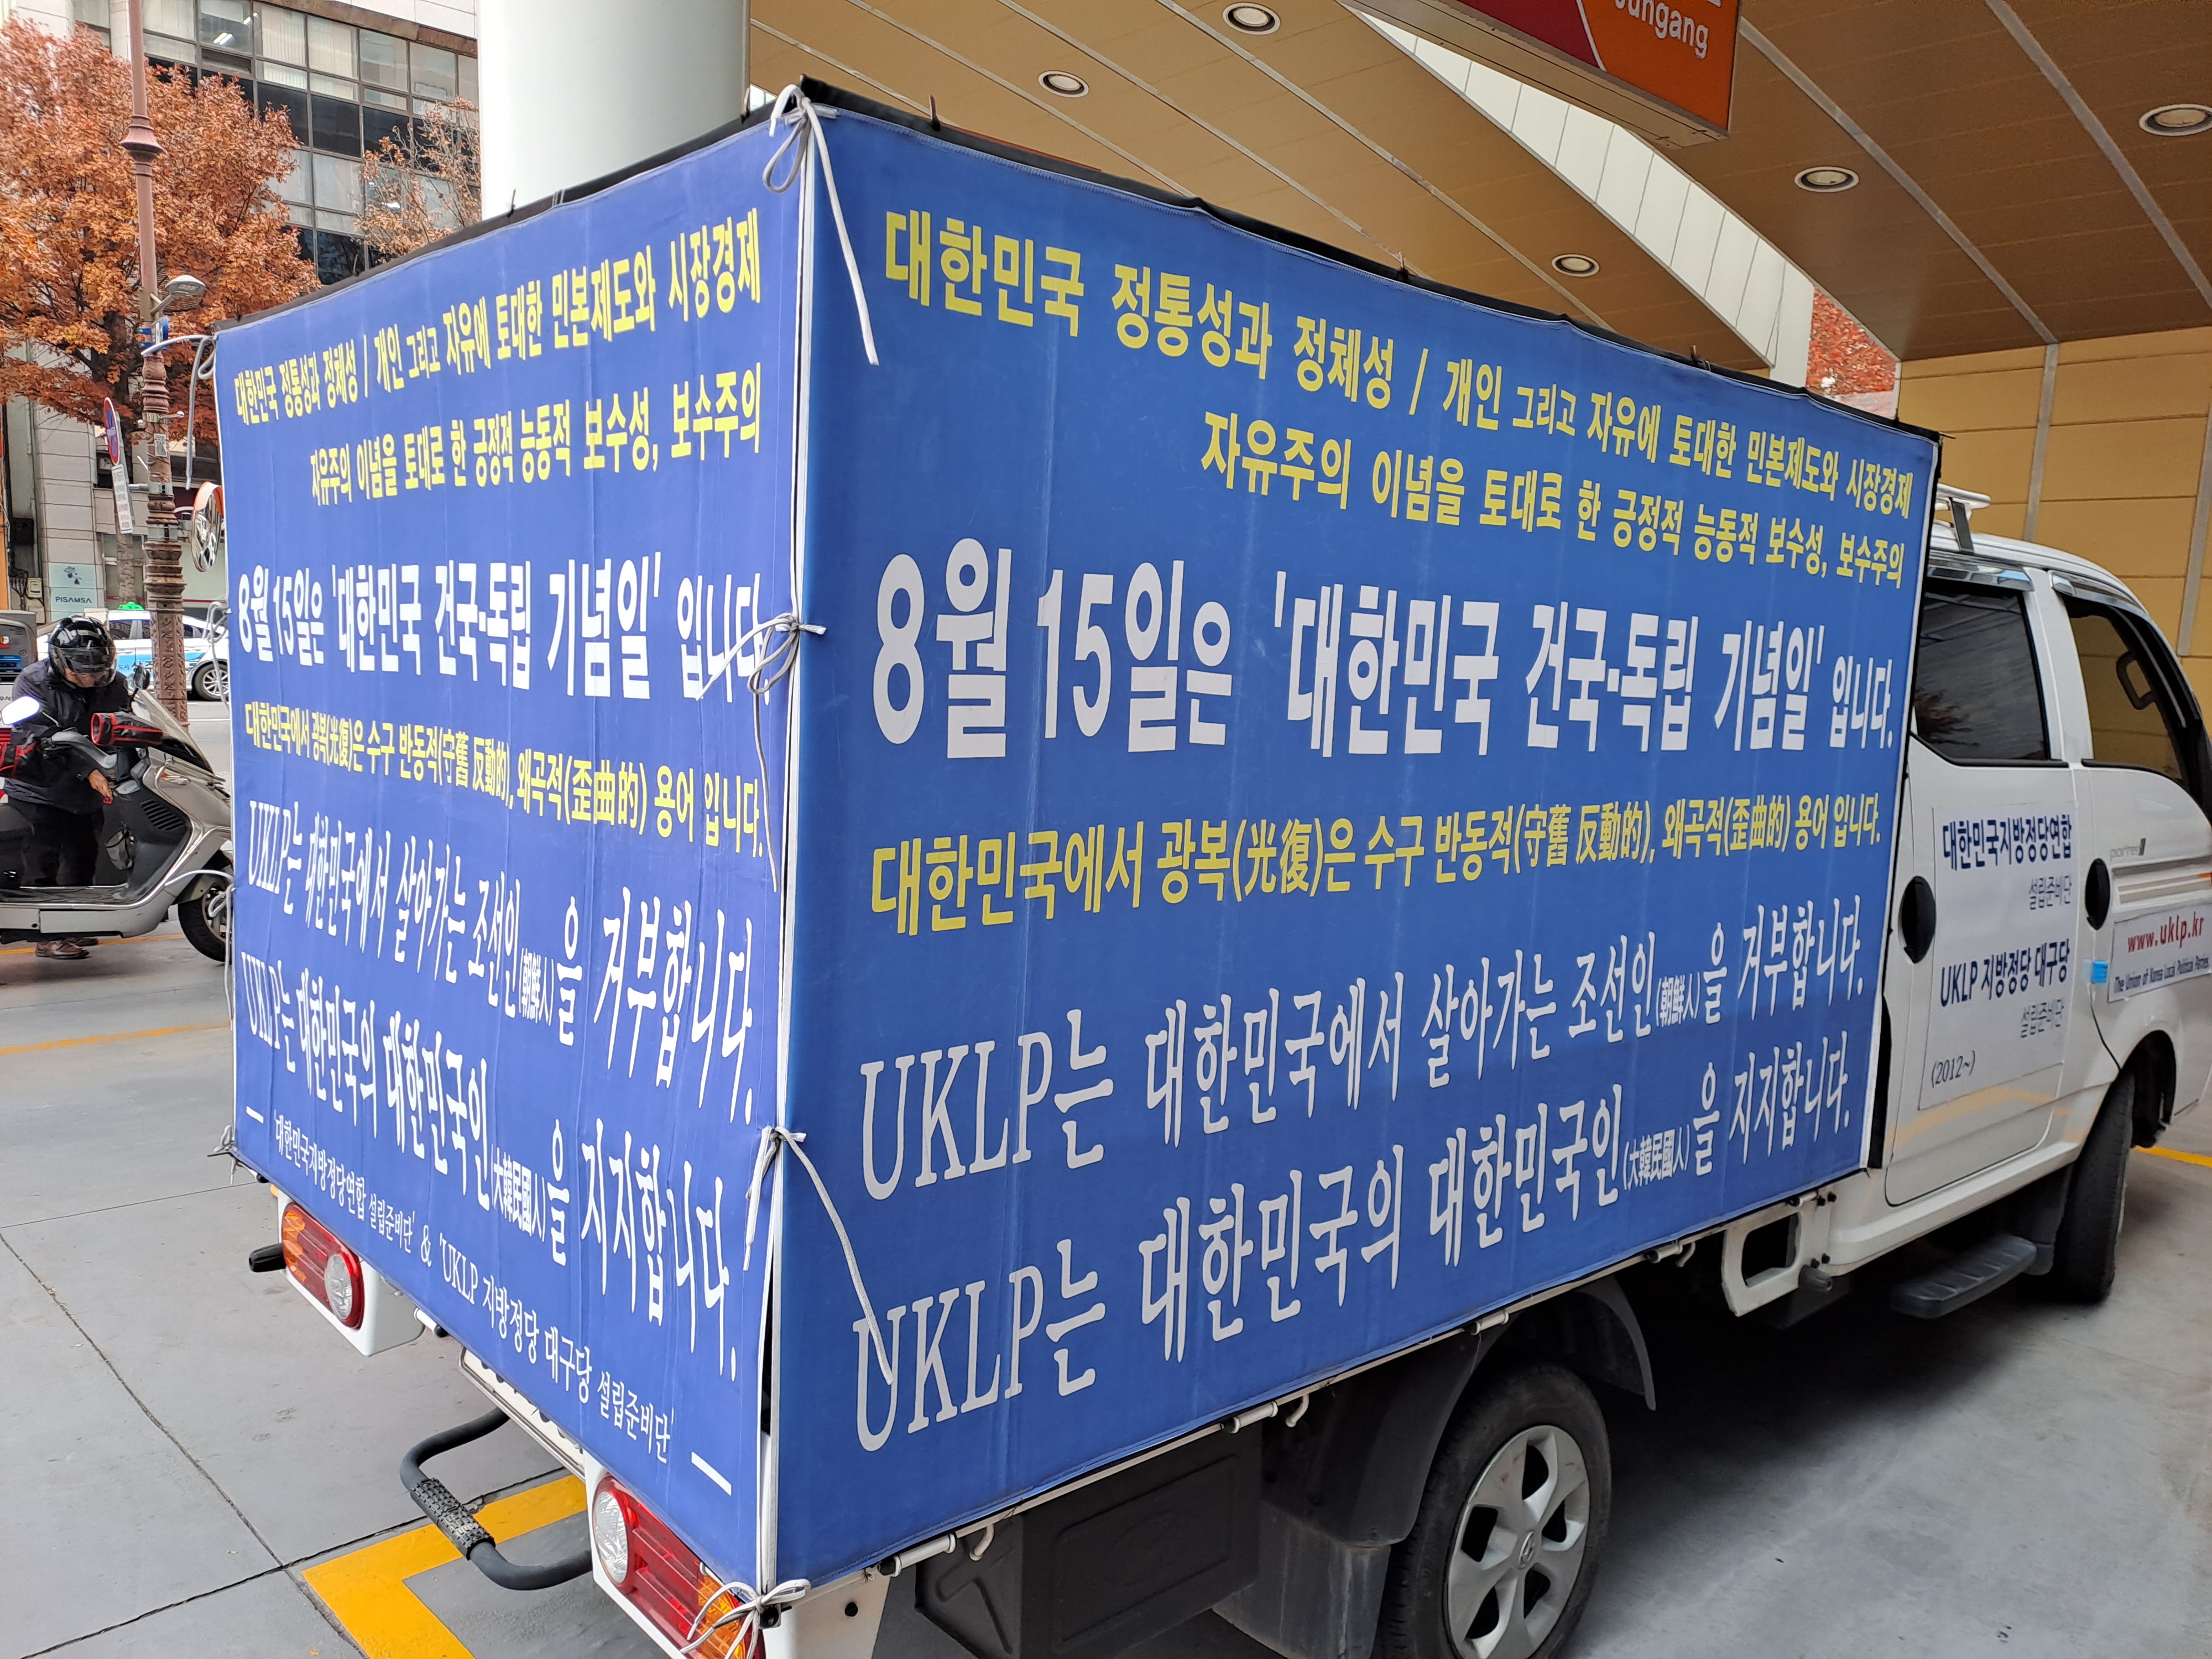 대한민국 정통성과 정체성 / 개인 그리고 자유에 토대한 민본제도와 시장경제
자유주의 이념을 토대로 한 긍정적 능동적 보수성, 보수주의
8월 15일은 '대한민국 건국·독립 기념일' 입니다.
대한민국에서 광복(光復)은 수구 반동적(守舊 反動的), 왜곡적(歪曲的) 용어 입니다.
UKLP는 대한민국에서 살아가는 조선인(朝鮮人)을 거부합니다.
UKLP는 대한민국의 대한민국인(大韓民國人)을 지지합니다.
— '대한민국지방정당연합 설립준비단' & 'UKLP 지방정당 대구당 설립준비단' —
대한민국 정통성과 정체성 / 개인 그리고 자유에 토대한 민본제도와 시장경제
자유주의 이념을 토대로 한 긍정적 능동적 보수성, 보수주의
8월 15일은 '대한민국 건국·독립 기념일' 입니다.
대한민국에서 광복(光復)은 수구 반동적(守舊 反動的), 왜곡적(歪曲的) 용어 입니다.
UKLP는 대한민국에서 살아가는 조선인(朝鮮人)을 거부합니다.
UKLP는 대한민국의 대한민국인(大韓民國人)을 지지합니다.
대한민국지방정당연합
설립준비단
UKLP 지방정당 대구당
설립준비단
(2012~)
www.uklp.kr
The Union of Korea Local Political Parties
PISAMSA